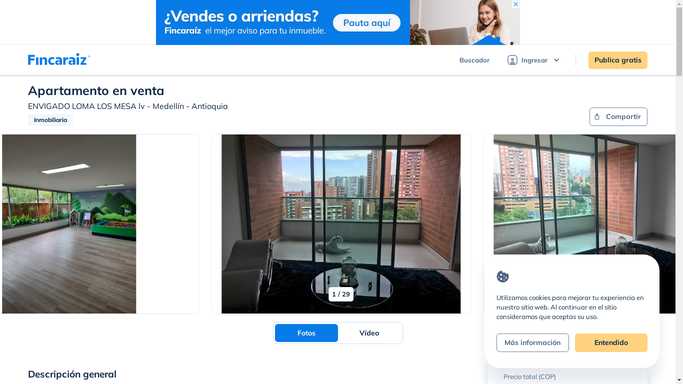 ¿Vendes o arriendas?
Fincaraíz el mejor aviso para tu inmueble.
Pauta aquí
Fincaraíz
Buscador
Ingresar
Publica gratis
Apartamento en venta
ENVIGADO LOMA LOS MESA Iv - Medellín - Antioquia
Inmobiliaria
Compartir
1 / 29
Fotos
Vídeo
Utilizamos cookies para mejorar tu experiencia en
nuestro sitio web. Al continuar en el sitio
consideramos que aceptas su uso.
Más información
Entendido
Descripción general
Precio total (COP)